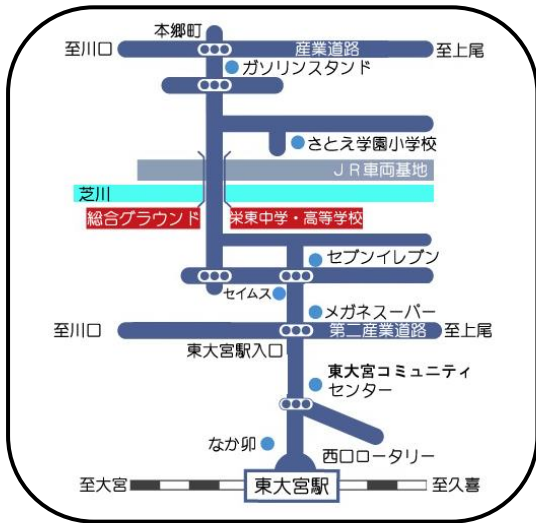 本郷町
至川口
産業道路
至上尾
ガソリンスタンド
さとえ学園小学校
JR車両基地
芝川
総合グラウンド
栄東中学・高等学校
セブンイレブン
セイムス
メガネスーパー
至川口
第二産業道路
至上尾
東大宮駅入口
東大宮コミュニティ
センター
なか卯
西口ロータリー
至大宮
東大宮駅
至久喜